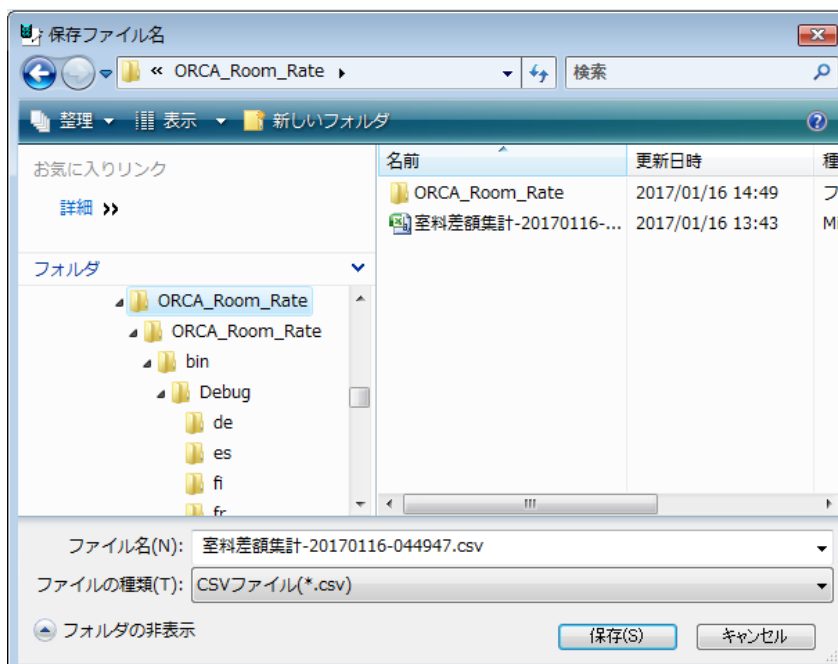 保存ファイル名
« ORCA_Room_Rate
検索
整理 表示 新しいフォルダ
お気に入りリンク
詳細 »
フォルダ
ORCA_Room_Rate
ORCA_Room_Rate
bin
Debug
de
es
fi
fr
名前 更新日時 種
ORCA_Room_Rate 2017/01/16 14:49 フ
室料差額集計-20170116-... 2017/01/16 13:43 Mi
ファイル名(N): 室料差額集計-20170116-044947.csv
ファイルの種類(T): CSVファイル(*.csv)
フォルダの非表示 保存(S) キャンセル